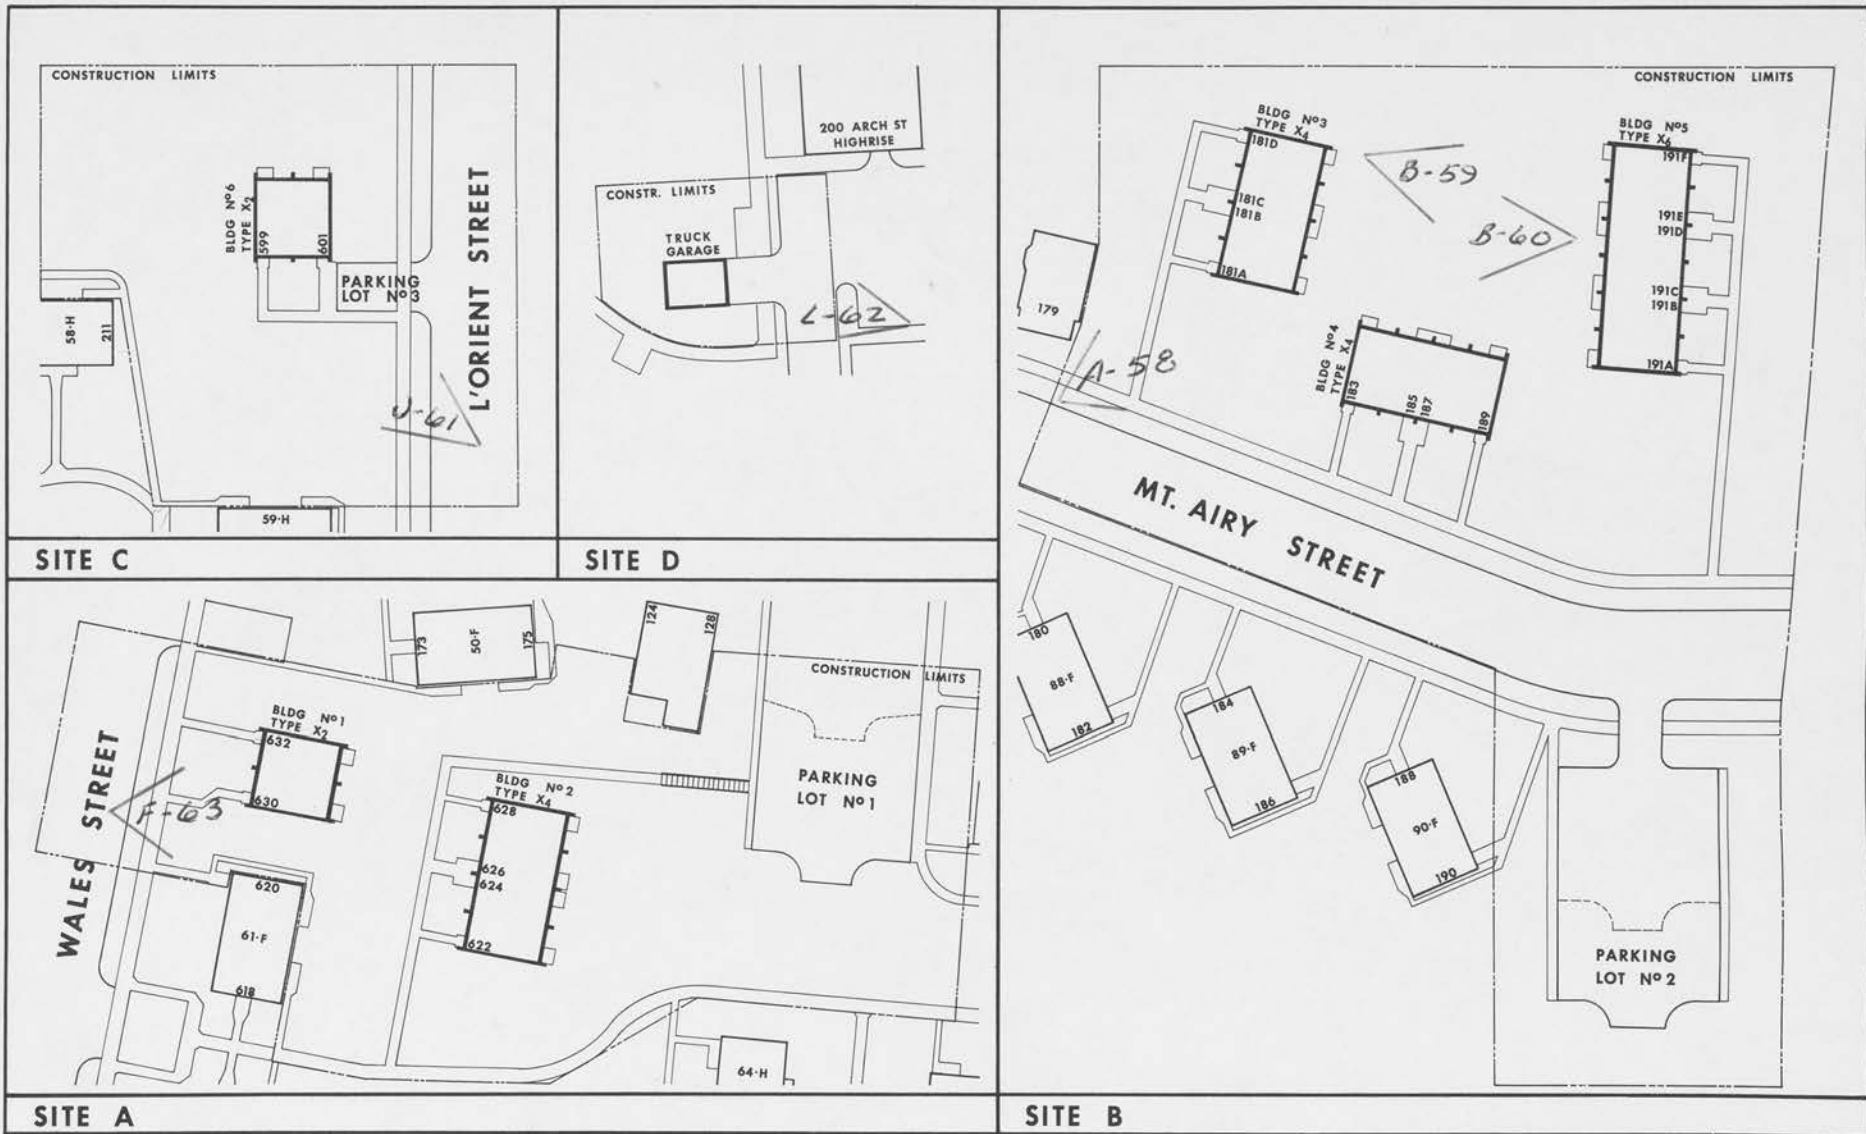 CONSTRUCTION LIMITS
BLDG Nº6
TYPE X2
599
601
PARKING
LOT Nº3
L'ORIENT STREET
58-H
211
59-H
SITE C
200 ARCH ST
HIGHRISE
CONSTR. LIMITS
TRUCK
GARAGE
L-62
SITE D
CONSTRUCTION LIMITS
BLDG Nº3
TYPE X4
181D
181C
181B
181A
B-59
B-60
BLDG Nº5
TYPE X6
191F
191E
191D
191C
191B
191A
179
A-58
BLDG Nº4
TYPE X4
183
185
187
189
MT. AIRY STREET
180
88-F
182
184
89-F
186
188
90-F
190
PARKING
LOT Nº2
SITE B
WALES STREET
173
50-F
175
124
128
CONSTRUCTION LIMITS
BLDG Nº1
TYPE X2
632
630
F-63
BLDG Nº2
TYPE X4
628
626
624
622
PARKING
LOT Nº1
620
61-F
618
64-H
SITE A